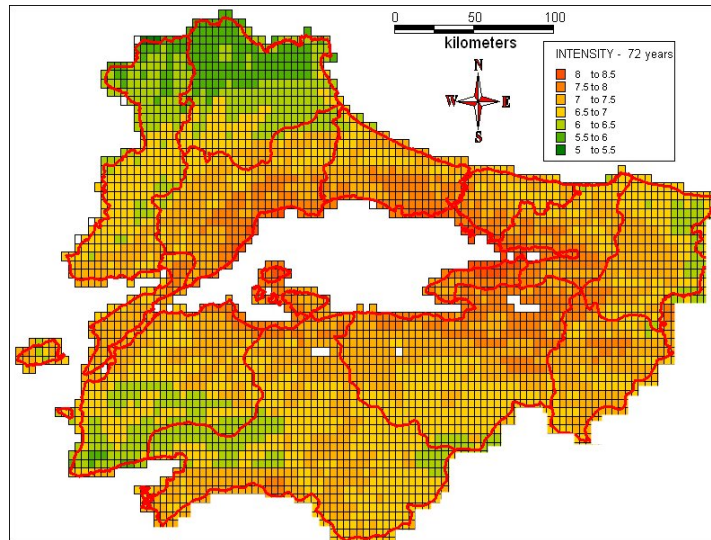 0 50 100
kilometers
INTENSITY - 72 years
8 to 8.5
7.5 to 8
7 to 7.5
6.5 to 7
6 to 6.5
5.5 to 6
5 to 5.5
N
W E
S